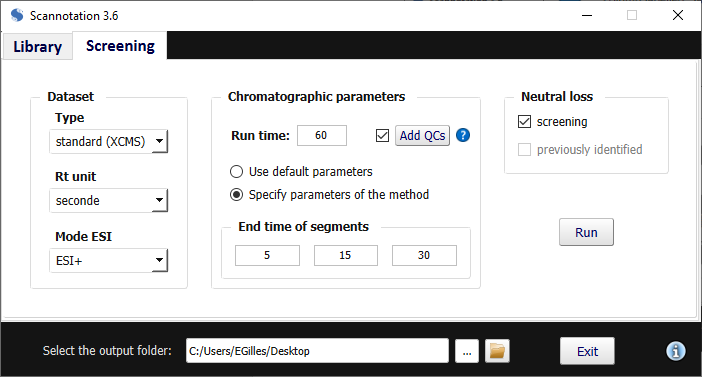 Scannotation 3.6
Library
Screening
Dataset
Type
standard (XCMS)
Rt unit
seconde
Mode ESI
ESI+
Chromatographic parameters
Run time: 60 Add QCs ?
Use default parameters
Specify parameters of the method
End time of segments
5 15 30
Neutral loss
screening
previously identified
Run
Select the output folder: C:/Users/EGilles/Desktop ... Exit i